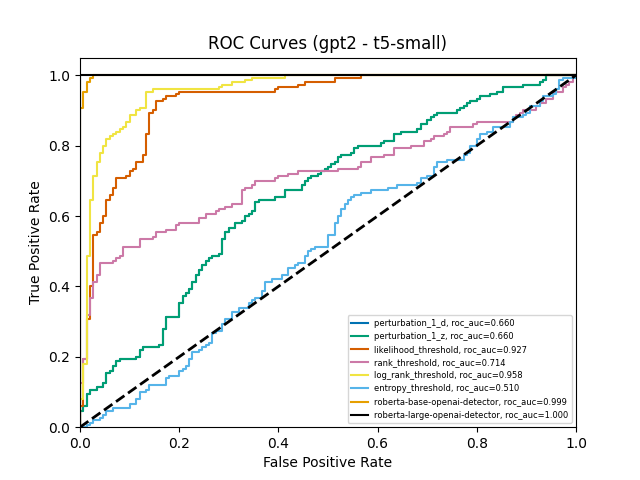 ROC Curves (gpt2 - t5-small)
True Positive Rate
1.0
0.8
0.6
0.4
0.2
0.0
perturbation_1_d, roc_auc=0.660
perturbation_1_z, roc_auc=0.660
likelihood_threshold, roc_auc=0.927
rank_threshold, roc_auc=0.714
log_rank_threshold, roc_auc=0.958
entropy_threshold, roc_auc=0.510
roberta-base-openai-detector, roc_auc=0.999
roberta-large-openai-detector, roc_auc=1.000
0.0 0.2 0.4 0.6 0.8 1.0
False Positive Rate